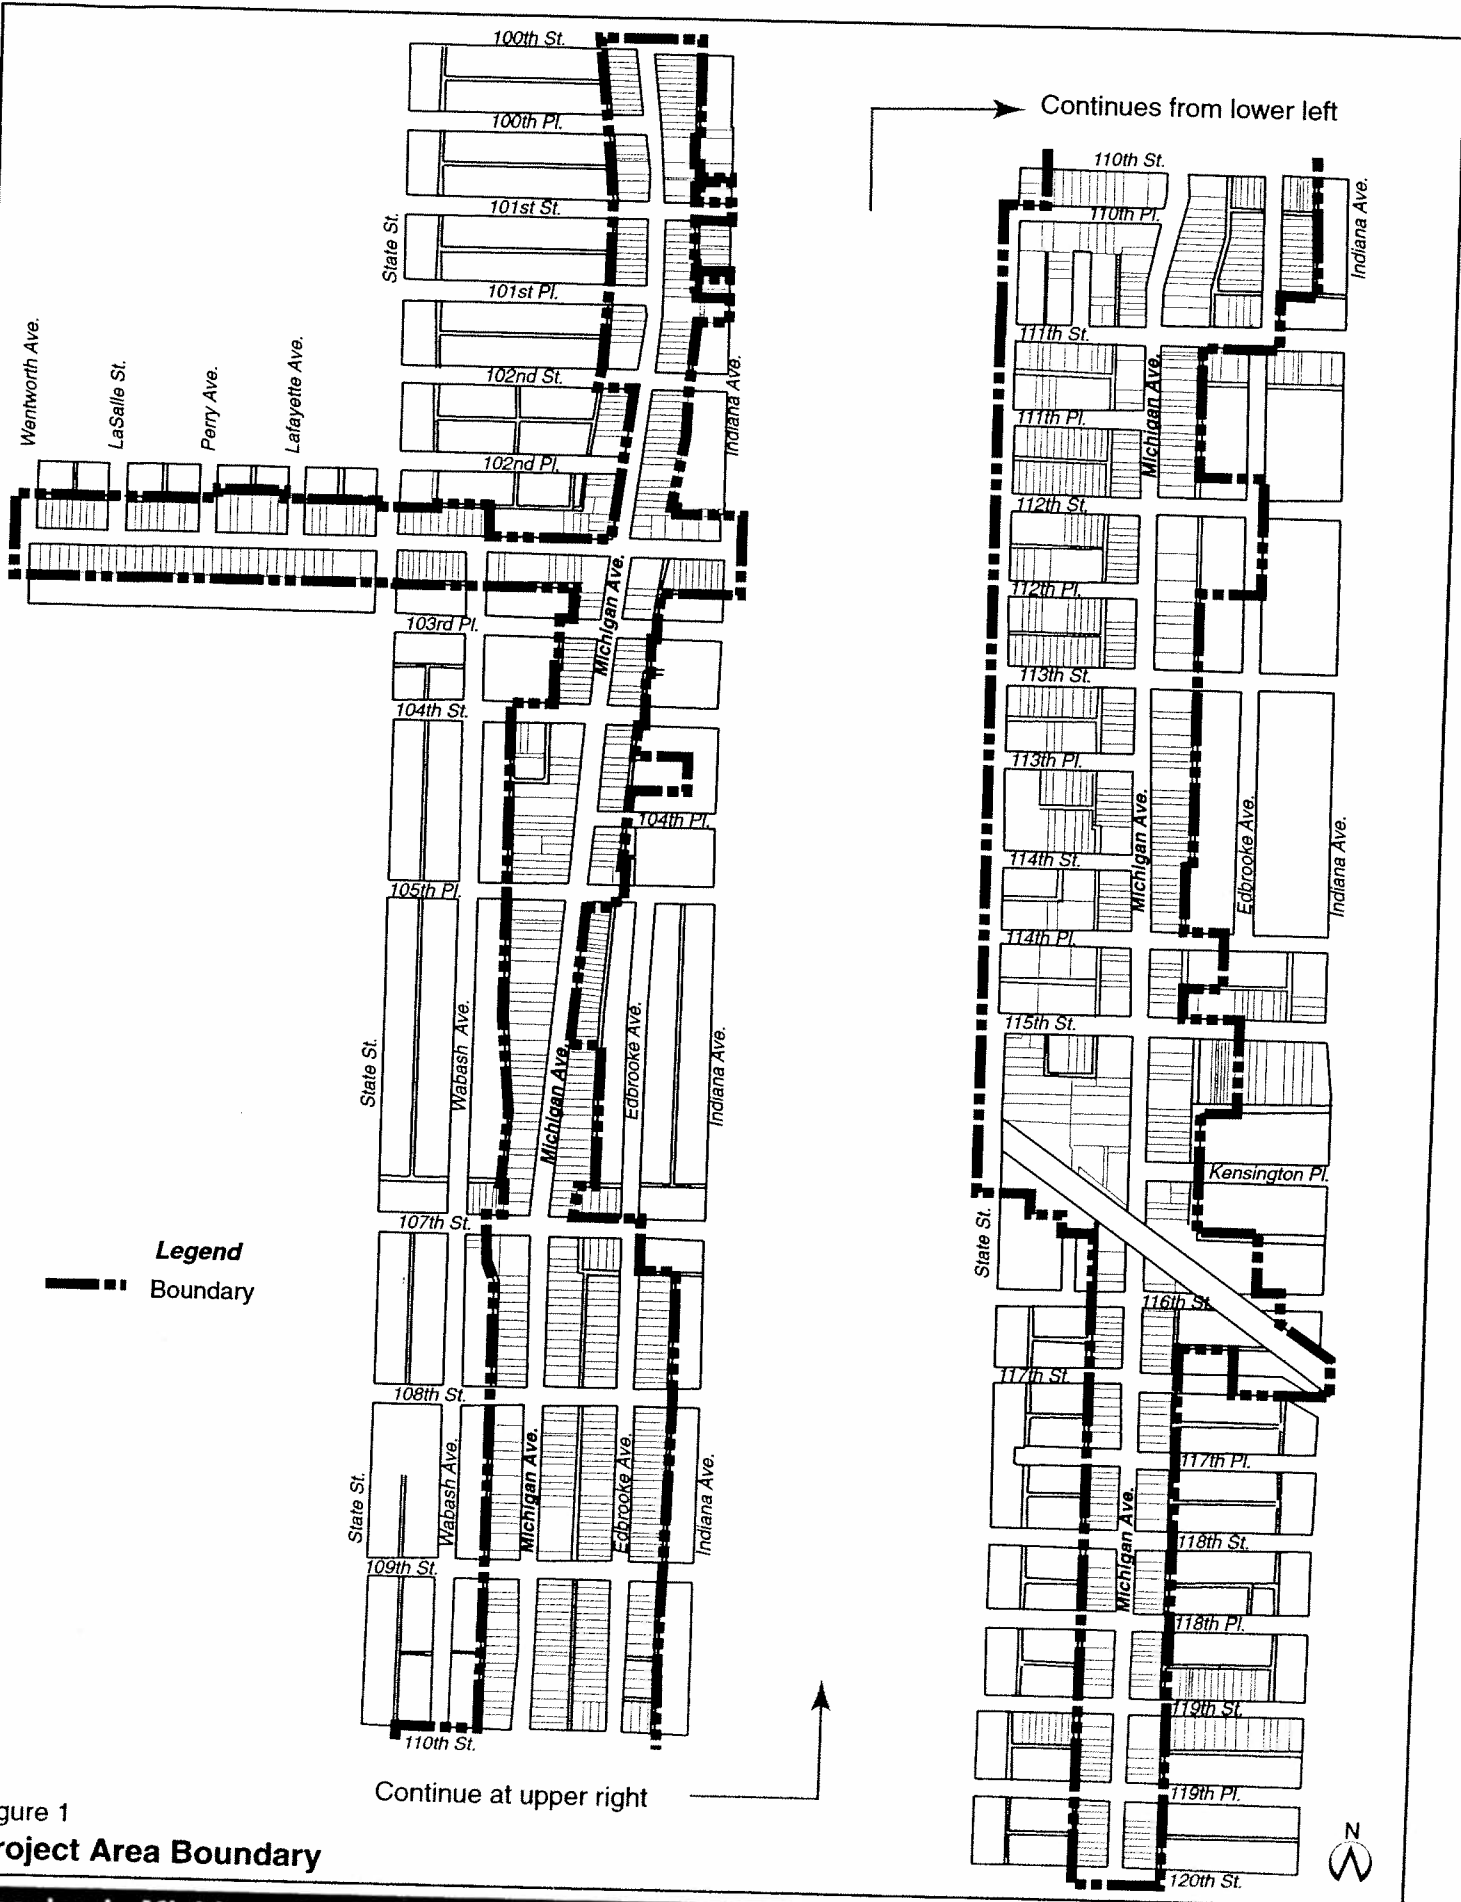 100th St.
100th Pl.
101st St.
State St.
101st Pl.
102nd St.
Indiana Ave.
Wentworth Ave.
LaSalle St.
Perry Ave.
Lafayette Ave.
102nd Pl.
Michigan Ave.
103rd Pl.
104th St.
104th Pl.
105th Pl.
State St.
Wabash Ave.
Michigan Ave.
Edbrooke Ave.
Indiana Ave.
107th St.
Legend
Boundary
108th St.
State St.
Wabash Ave.
Michigan Ave.
Edbrooke Ave.
Indiana Ave.
109th St.
110th St.
Continue at upper right
Continues from lower left
110th St.
110th Pl.
Indiana Ave.
111th St.
Michigan Ave.
111th Pl.
112th St.
112th Pl.
113th St.
113th Pl.
Michigan Ave.
Edbrooke Ave.
Indiana Ave.
114th St.
114th Pl.
115th St.
Kensington Pl.
State St.
116th St.
117th St.
117th Pl.
Michigan Ave.
118th St.
118th Pl.
119th St.
119th Pl.
120th St.
N
gure 1
roject Area Boundary